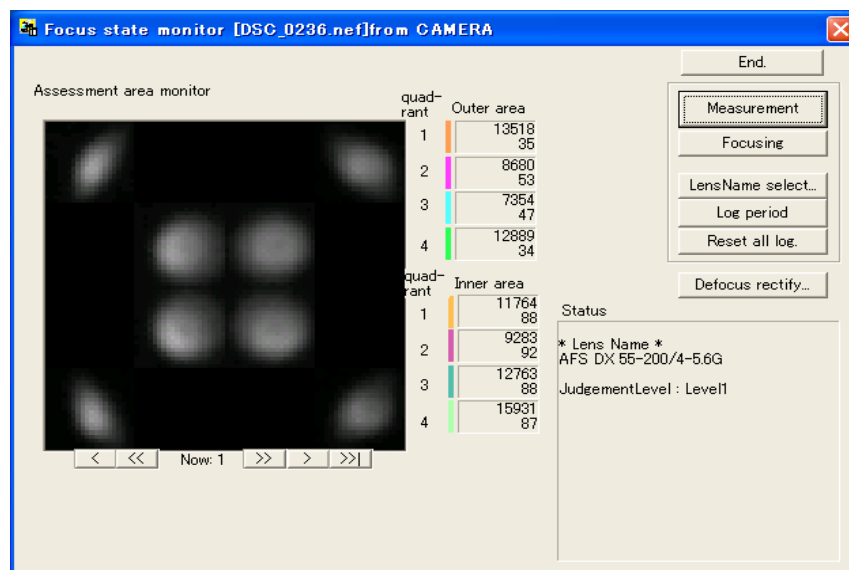 Focus state monitor [DSC_0236.nef]from CAMERA
End.
Assessment area monitor
quad-
rant
Outer area
1
13518
35
2
8680
53
3
7354
47
4
12889
34
quad-
rant
Inner area
1
11764
88
2
9283
92
3
12763
88
4
15931
87
Measurement
Focusing
LensName select...
Log period
Reset all log.
Defocus rectify...
Status
* Lens Name *
AFS DX 55-200/4-5.6G
JudgementLevel : Level1
< << Now: 1 >> > >>|